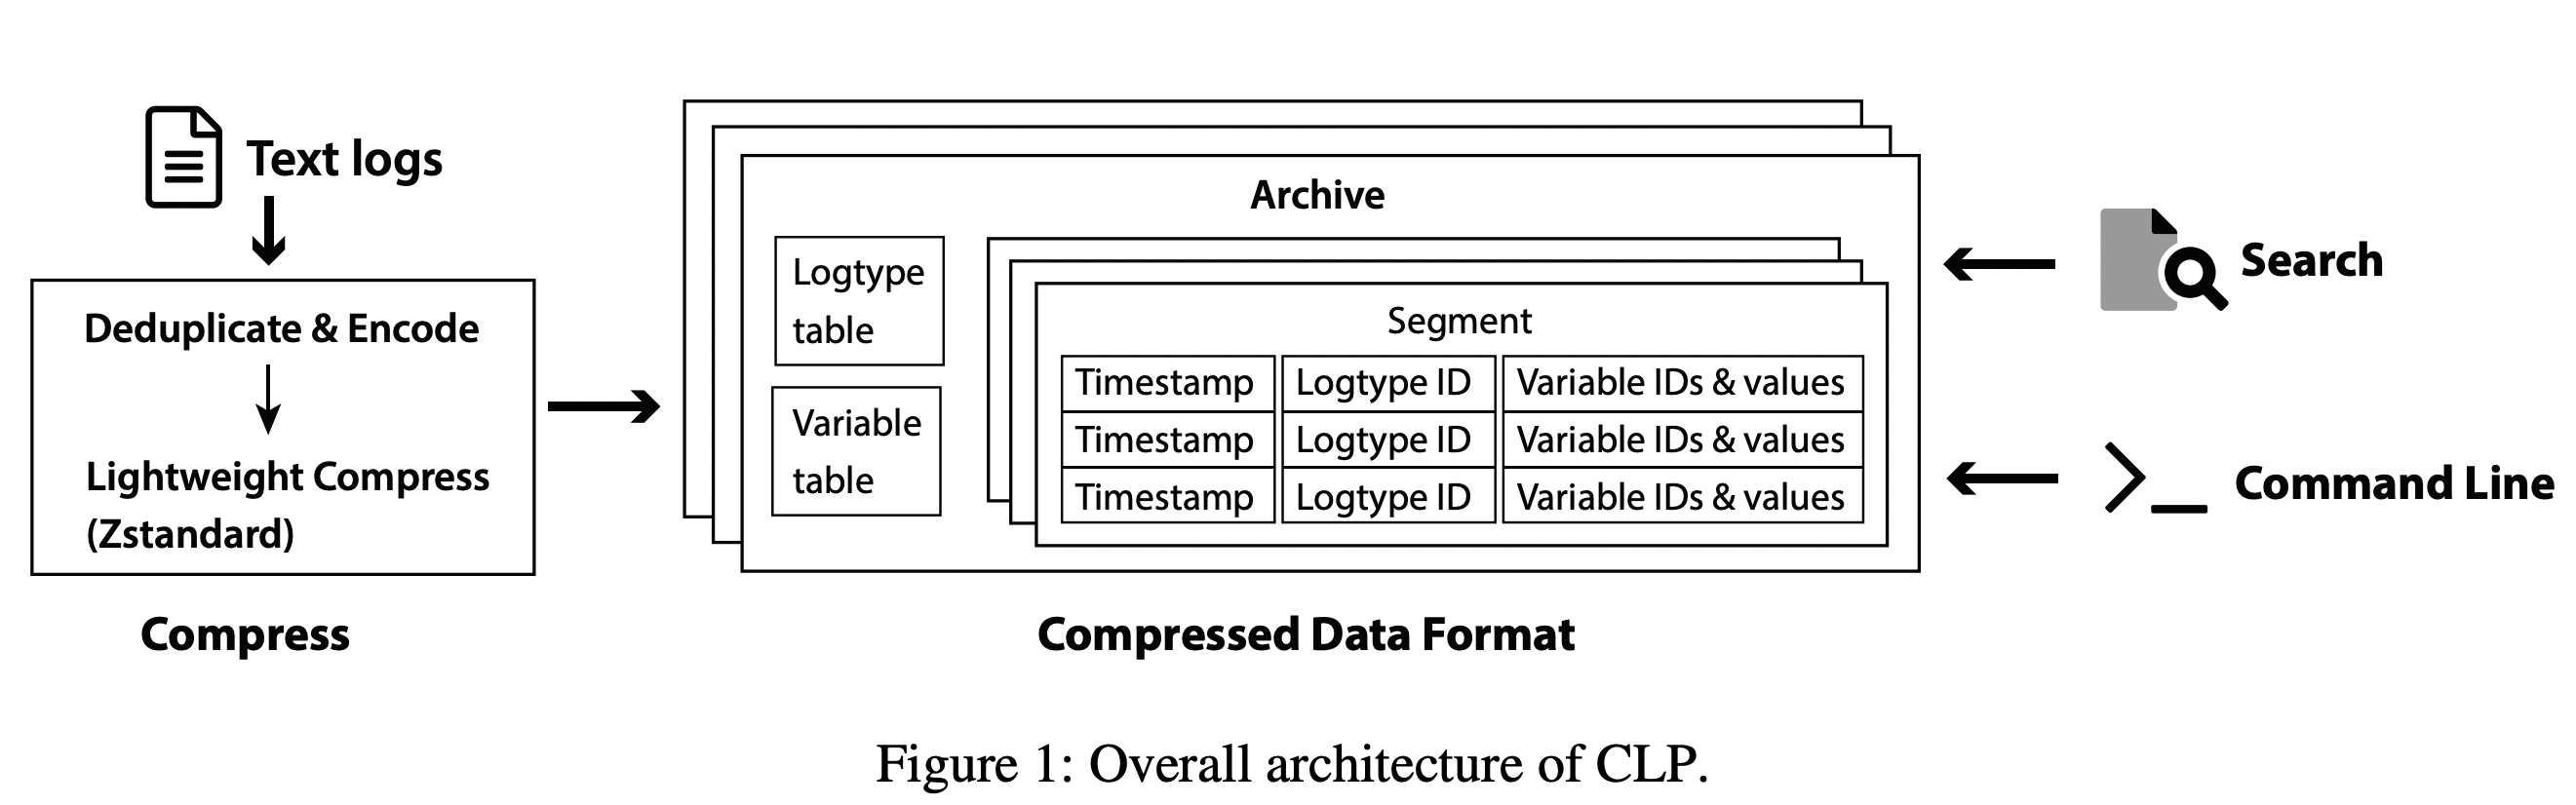 Text logs
Deduplicate & Encode
Lightweight Compress
(Zstandard)
Compress
Archive
Logtype
table
Variable
table
Segment
Timestamp Logtype ID Variable IDs & values
Timestamp Logtype ID Variable IDs & values
Timestamp Logtype ID Variable IDs & values
Compressed Data Format
Search
Command Line
Figure 1: Overall architecture of CLP.